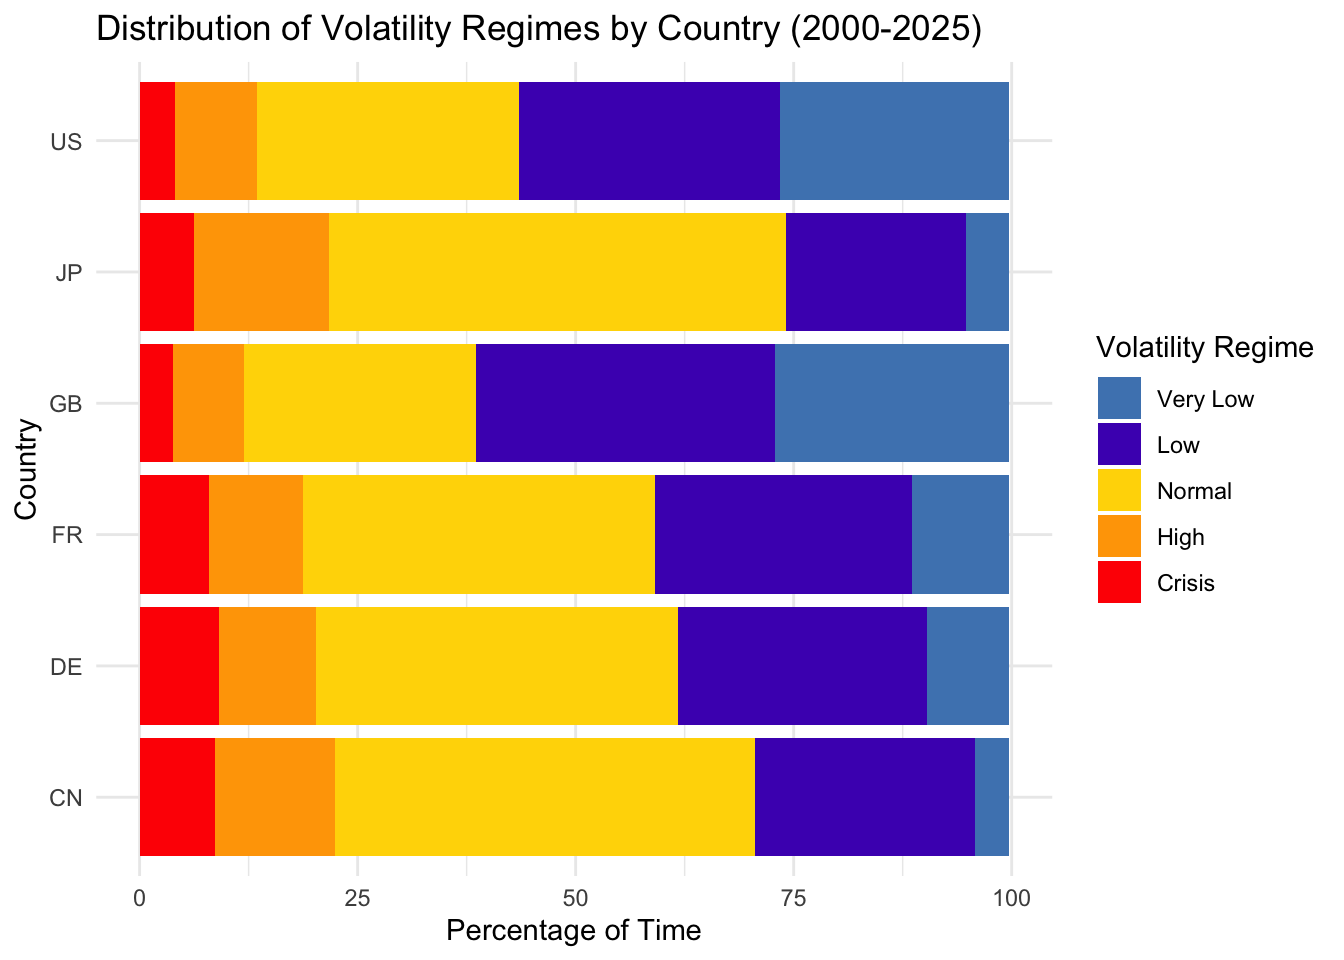 Distribution of Volatility Regimes by Country (2000-2025)
US
JP
GB
FR
DE
CN
Country
0 25 50 75 100
Percentage of Time
Volatility Regime
Very Low
Low
Normal
High
Crisis